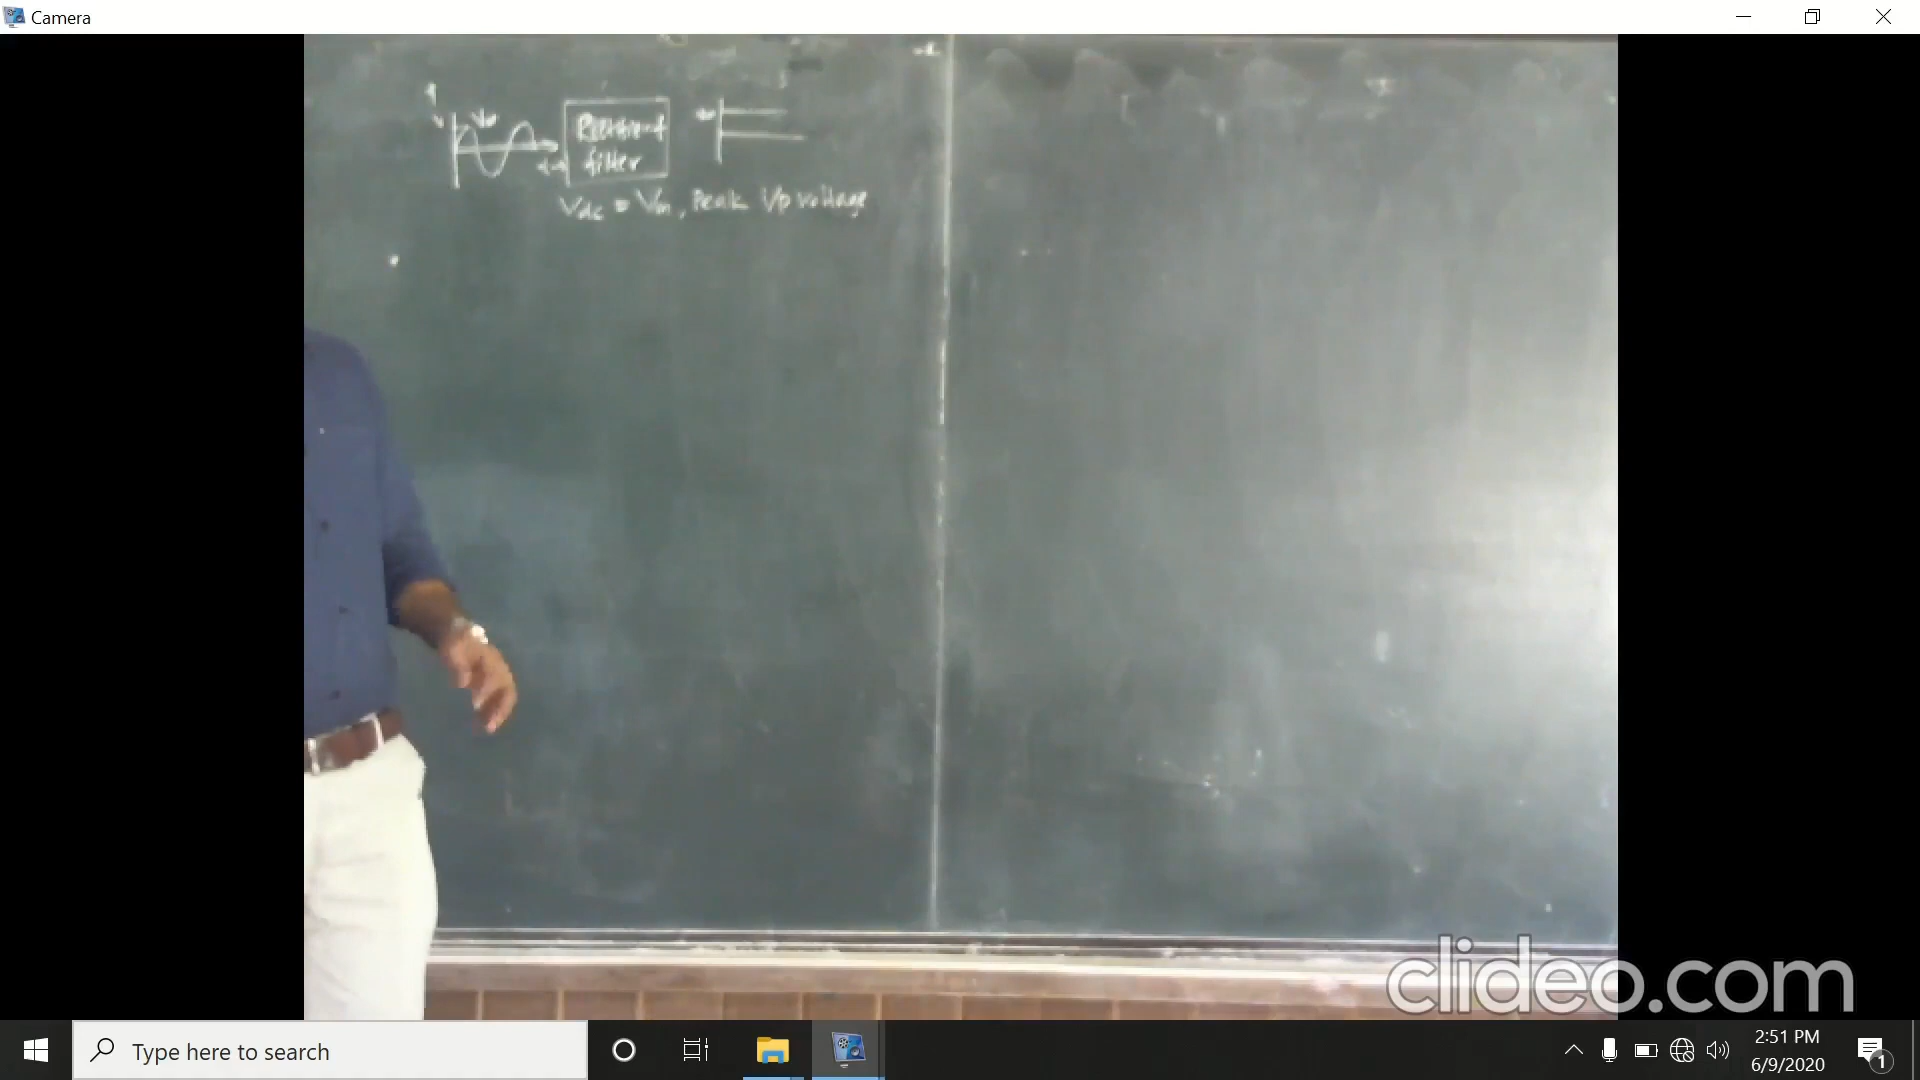 Camera
filter
Vdc = Vm, Peak i/p voltage
clideo.com
Type here to search
2:51 PM
6/9/2020
1